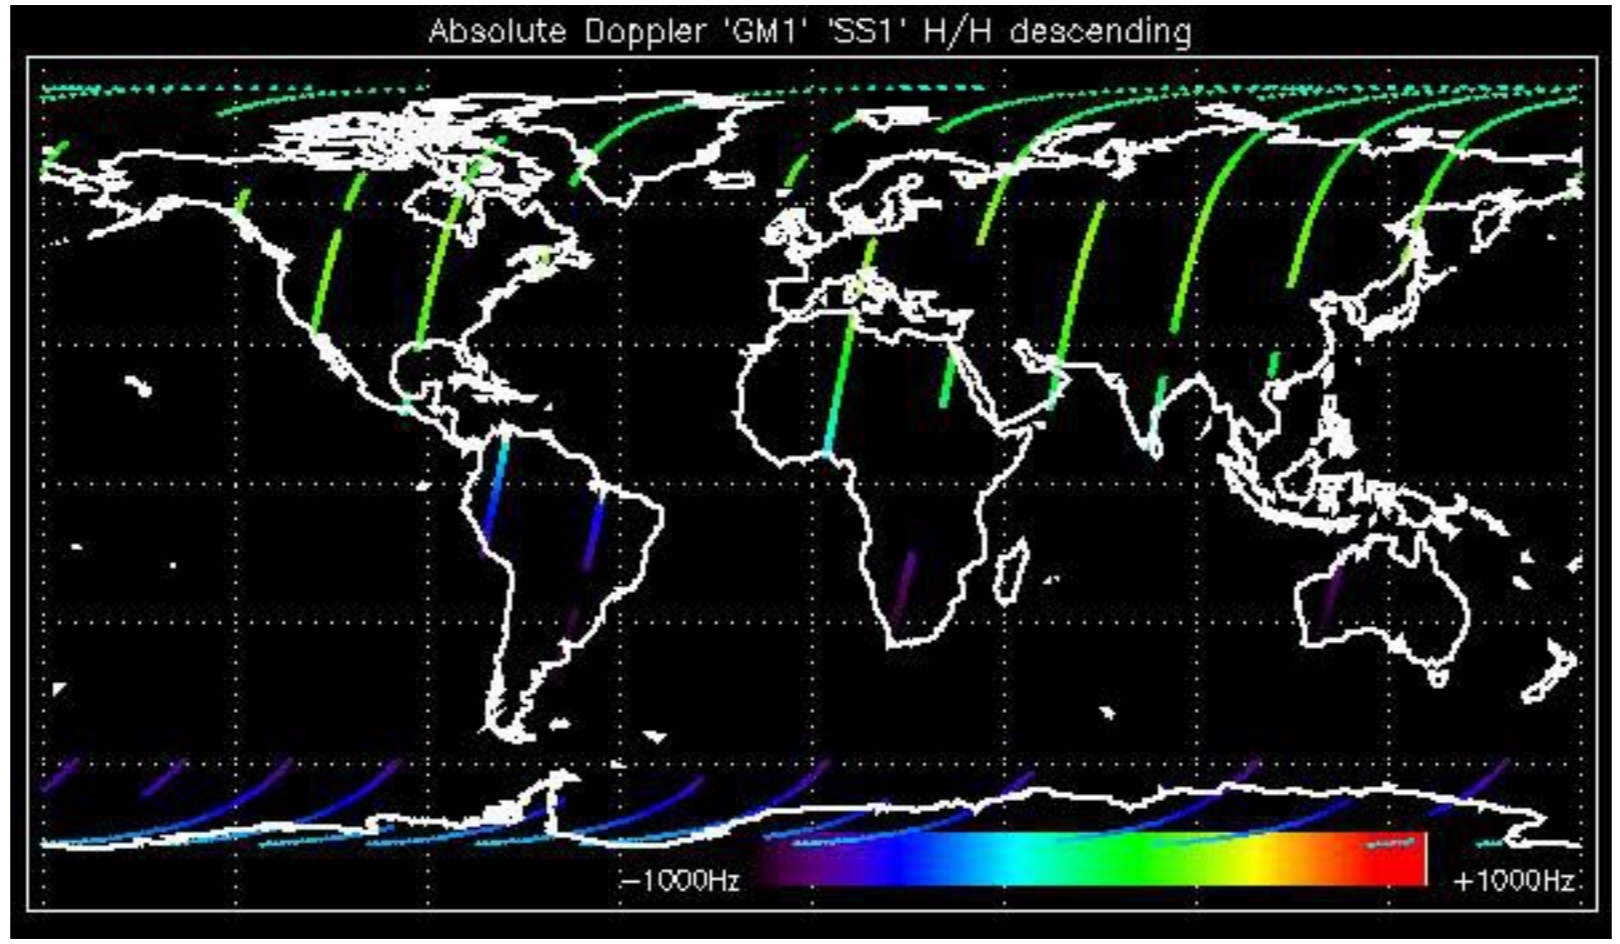 Absolute Doppler 'GM1' 'SS1' H/H descending
−1000Hz +1000Hz